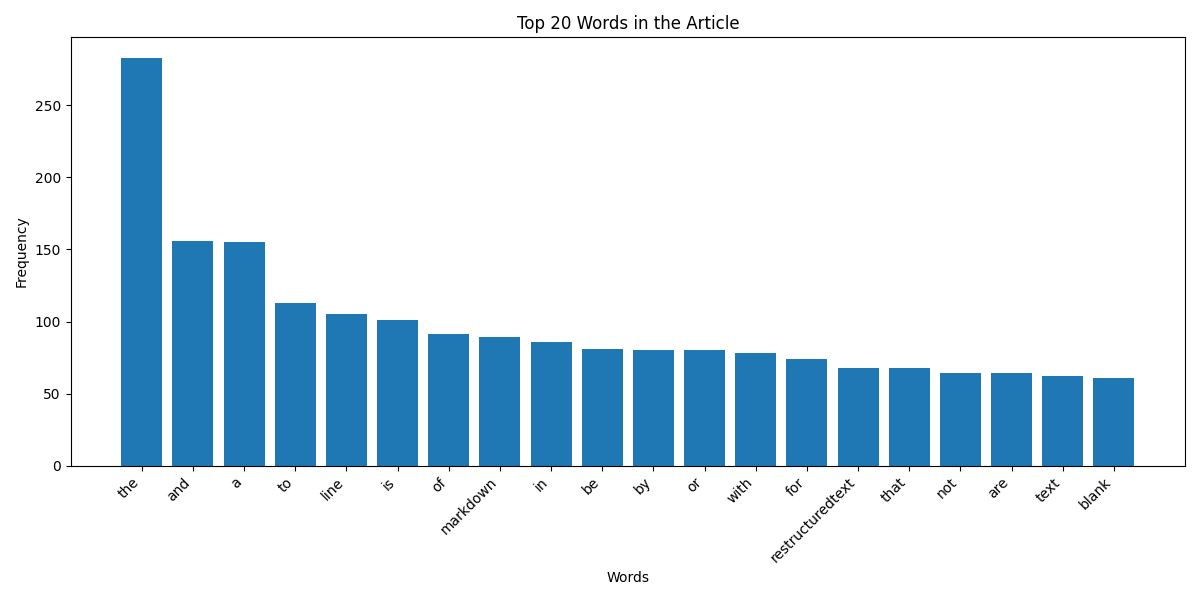 Top 20 Words in the Article
Frequency
250
200
150
100
50
0
the and a to line is of markdown in be by or with for restructuredtext that not are text blank
Words